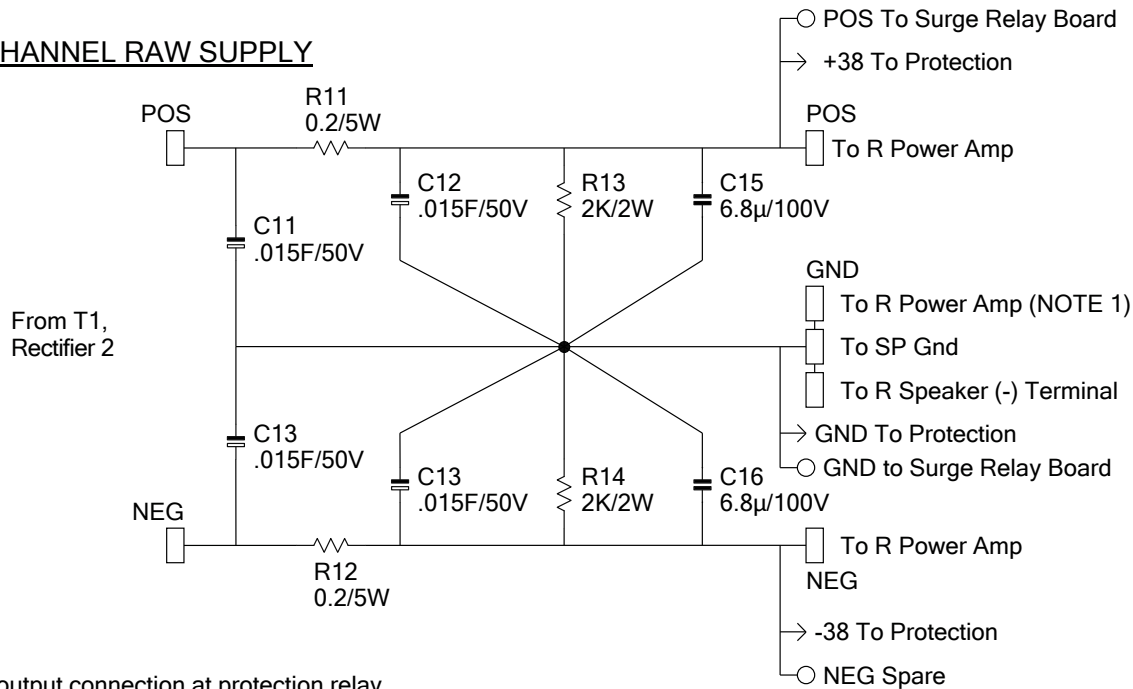 POS To Surge Relay Board
HANNEL RAW SUPPLY
+38 To Protection
R11
0.2/5W
POS
POS
To R Power Amp
C12
.015F/50V
R13
2K/2W
C15
6.8µ/100V
C11
.015F/50V
GND
To R Power Amp (NOTE 1)
From T1,
Rectifier 2
To SP Gnd
To R Speaker (-) Terminal
C13
.015F/50V
GND To Protection
GND to Surge Relay Board
C13
.015F/50V
R14
2K/2W
C16
6.8µ/100V
NEG
To R Power Amp
R12
0.2/5W
NEG
-38 To Protection
NEG Spare
output connection at protection relay